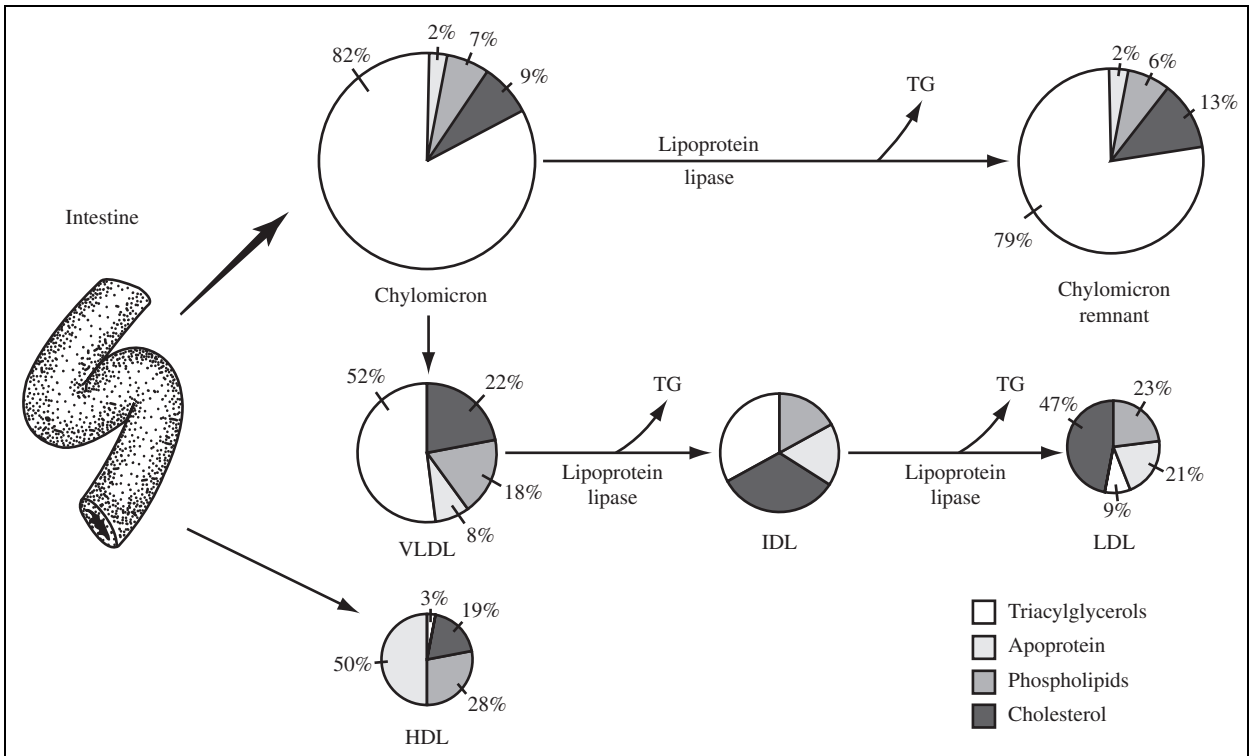 82%
2%
7%
9%
Lipoprotein
lipase
TG
2%
6%
13%
79%
Intestine
Chylomicron
Chylomicron
remnant
52%
22%
18%
8%
VLDL
TG
Lipoprotein
lipase
IDL
TG
Lipoprotein
lipase
47%
23%
21%
9%
LDL
3%
19%
50%
28%
HDL
Triacylglycerols
Apoprotein
Phospholipids
Cholesterol